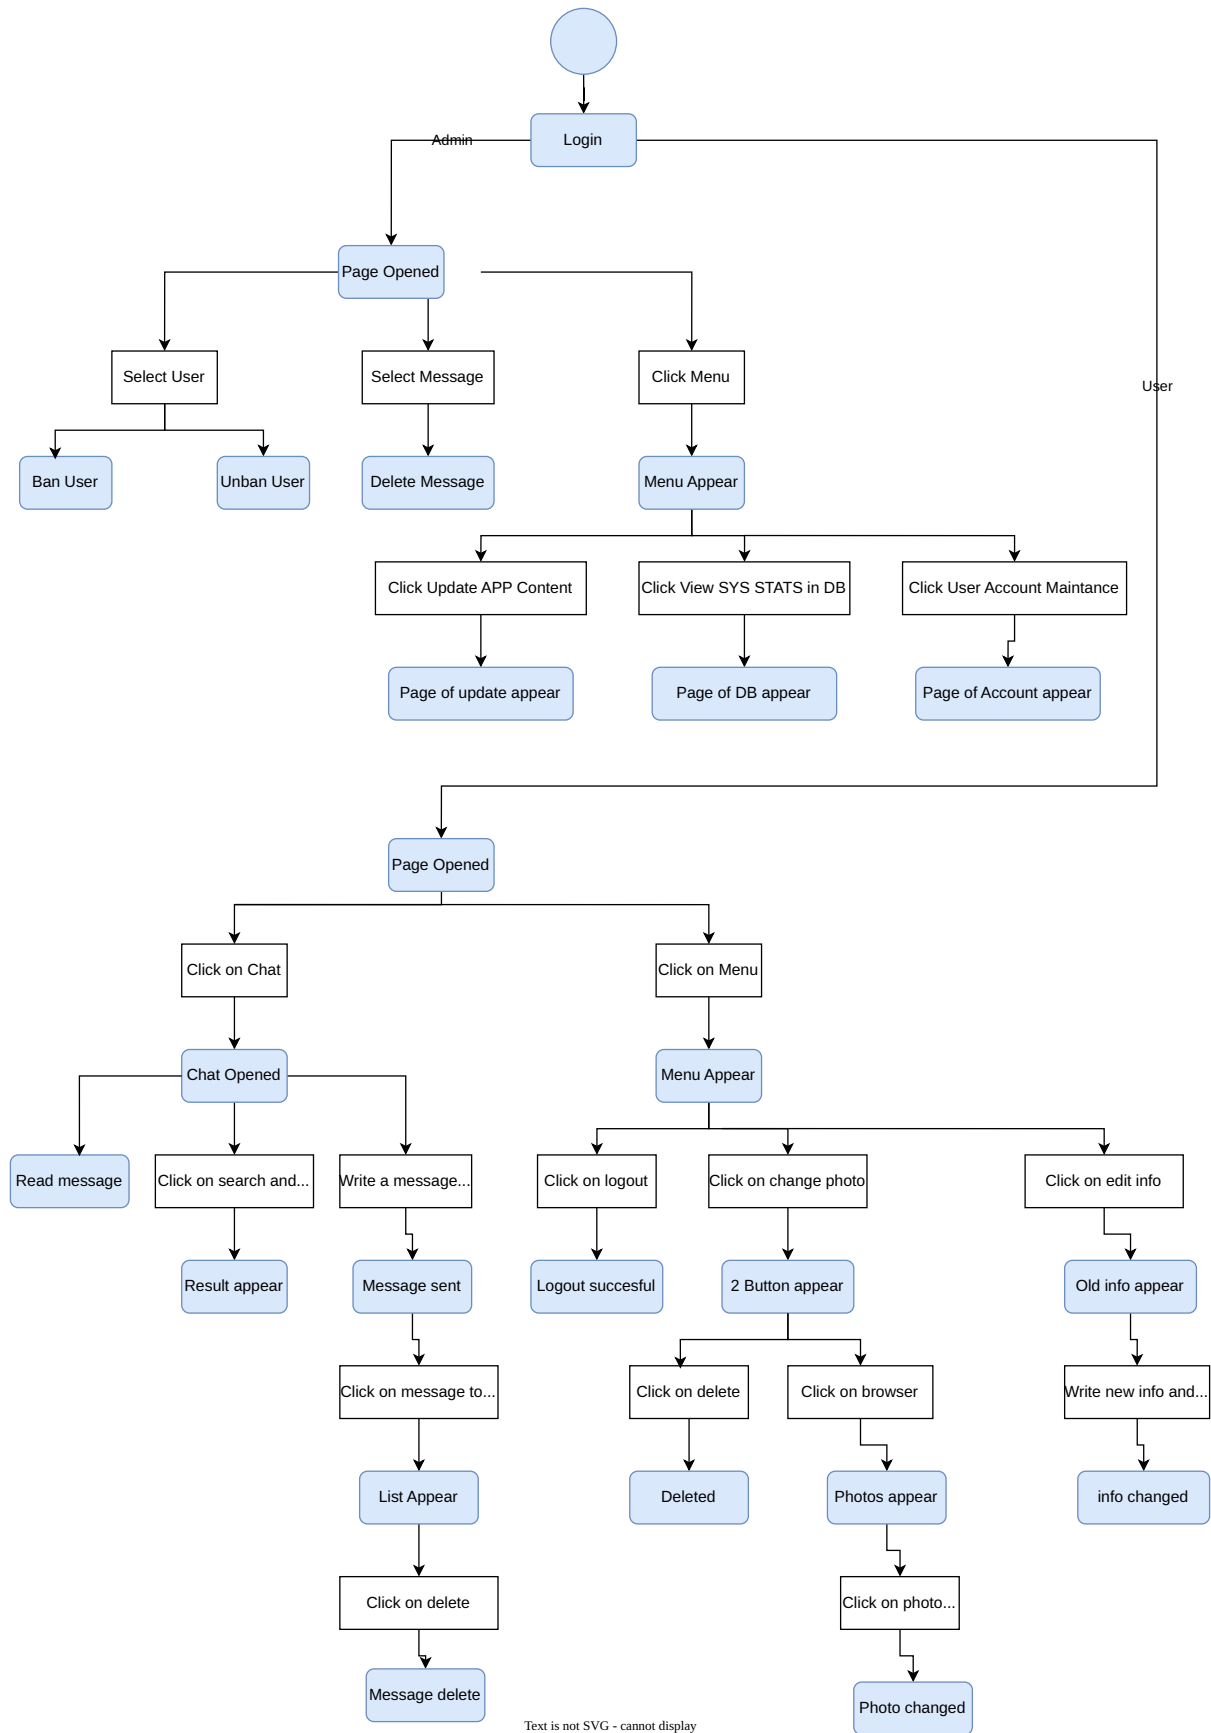 Login
Admin
Page Opened
Select User
Select Message
Click Menu
User
Ban User
Unban User
Delete Message
Menu Appear
Click Update APP Content
Click View SYS STATS in DB
Click User Account Maintance
Page of update appear
Page of DB appear
Page of Account appear
Page Opened
Click on Chat
Click on Menu
Chat Opened
Menu Appear
Read message
Click on search and...
Write a message...
Click on logout
Click on change photo
Click on edit info
Result appear
Message sent
Logout succesful
2 Button appear
Old info appear
Click on message to...
Click on delete
Click on browser
Write new info and...
List Appear
Deleted
Photos appear
info changed
Click on delete
Click on photo...
Message delete
Photo changed
Text is not SVG - cannot display